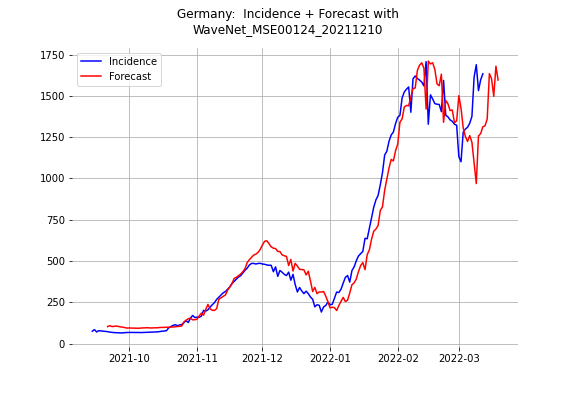 Germany:  Incidence + Forecast with
WaveNet_MSE00124_20211210
1750
Incidence
Forecast
1500
1250
1000
750
500
250
0
2021-10 2021-11 2021-12 2022-01 2022-02 2022-03